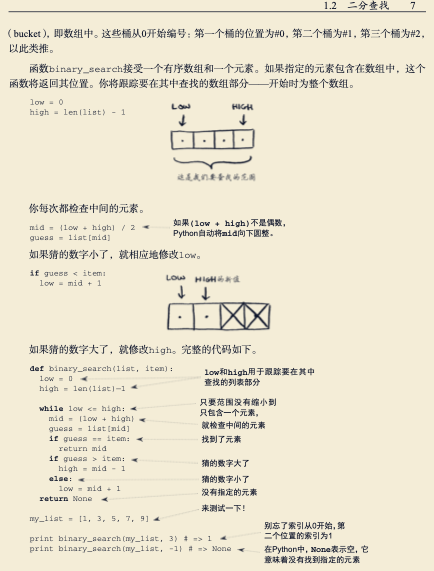 1.2 二分查找 7
（bucket），即数组中。这些桶从0开始编号：第一个桶的位置为#0，第二个桶为#1，第三个桶为#2，
以此类推。
函数binary_search接受一个有序数组和一个元素。如果指定的元素包含在数组中，这个
函数将返回其位置。你将跟踪要在其中查找的数组部分——开始时为整个数组。
low = 0
high = len(list) - 1
LOW HIGH
这是我们要查找的范围
你每次都检查中间的元素。
mid = (low + high) / 2
guess = list[mid]
如果(low + high)不是偶数，
Python自动将mid向下圆整。
如果猜的数字小了，就相应地修改low。
if guess < item:
low = mid + 1
LOW HIGH的新值
如果猜的数字大了，就修改high。完整的代码如下。
def binary_search(list, item):
low = 0
high = len(list)—1
low和high用于跟踪要在其中
查找的列表部分
while low <= high:
只要范围没有缩小到
只包含一个元素，
mid = (low + high)
就检查中间的元素
guess = list[mid]
if guess == item:
找到了元素
return mid
if guess > item:
猜的数字大了
high = mid - 1
else:
猜的数字小了
low = mid + 1
return None
没有指定的元素
my_list = [1, 3, 5, 7, 9]
来测试一下！
print binary_search(my_list, 3) # => 1
别忘了索引从0开始，第
二个位置的索引为1
print binary_search(my_list, -1) # => None
在Python中，None表示空，它
意味着没有找到指定的元素